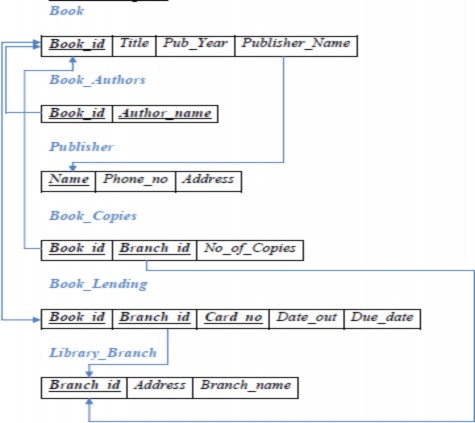 Book
Book_id Title Pub_Year Publisher_Name
Book_Authors
Book_id Author_name
Publisher
Name Phone_no Address
Book_Copies
Book id Branch id No_of_Copies
Book_Lending
Book id Branch id Card no Date_out Due_date
Library_Branch
Branch id Address Branch_name